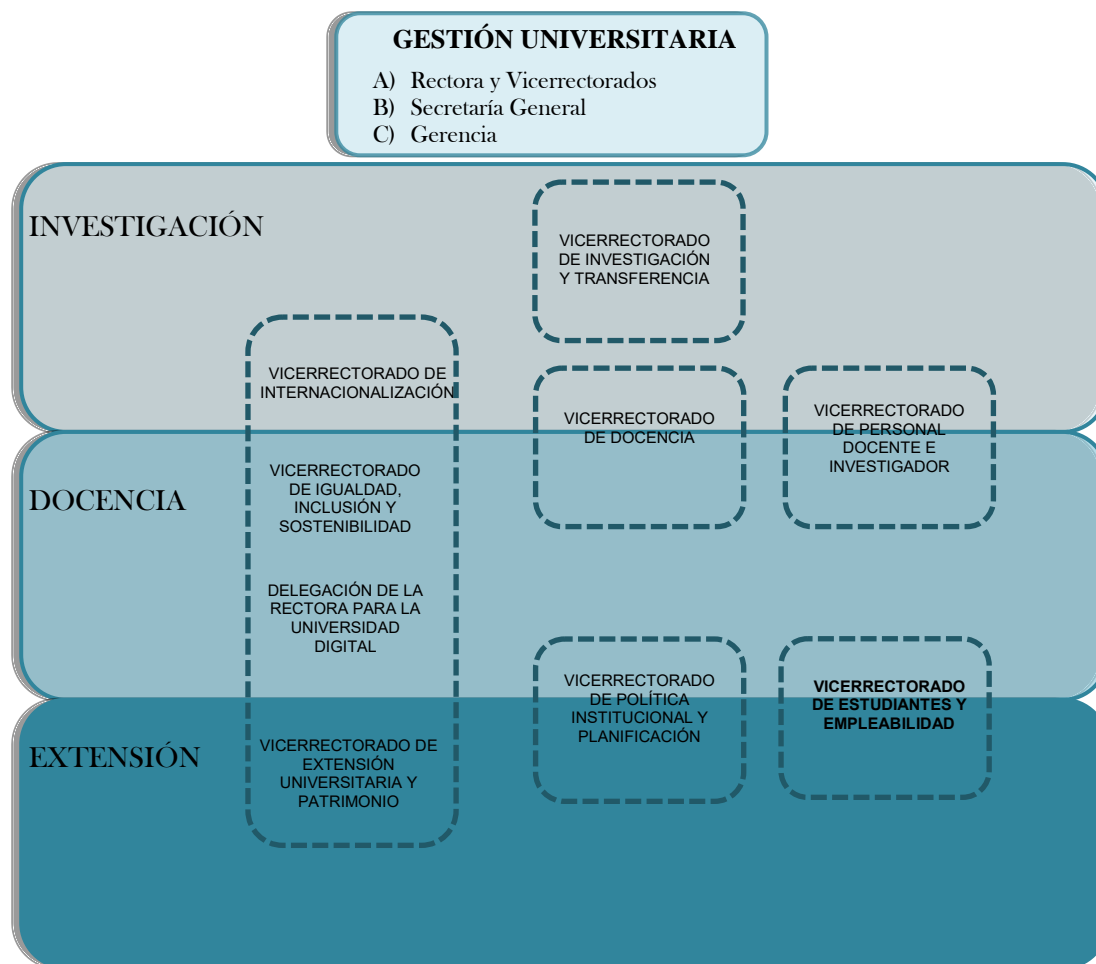 GESTIÓN UNIVERSITARIA
A) Rectora y Vicerrectorados
B) Secretaría General
C) Gerencia
INVESTIGACIÓN
VICERRECTORADO
DE INVESTIGACIÓN
Y TRANSFERENCIA
VICERRECTORADO DE
INTERNACIONALIZACIÓN
VICERRECTORADO
DE DOCENCIA
VICERRECTORADO
DE PERSONAL
DOCENTE E
INVESTIGADOR
DOCENCIA
VICERRECTORADO
DE IGUALDAD,
INCLUSIÓN Y
SOSTENIBILIDAD
DELEGACIÓN DE LA
RECTORA PARA LA
UNIVERSIDAD
DIGITAL
VICERRECTORADO
DE POLÍTICA
INSTITUCIONAL Y
PLANIFICACIÓN
VICERRECTORADO
DE ESTUDIANTES Y
EMPLEABILIDAD
EXTENSIÓN
VICERRECTORADO DE
EXTENSIÓN
UNIVERSITARIA Y
PATRIMONIO